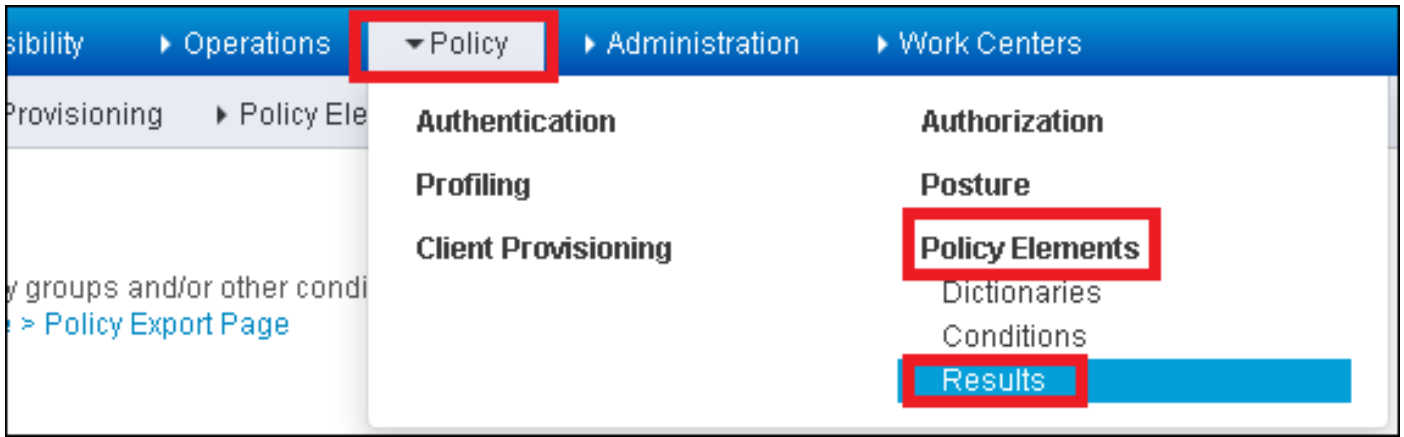 sibility Operations Policy Administration Work Centers
Provisioning Policy Ele
Authentication Authorization
Profiling Posture
Client Provisioning Policy Elements
y groups and/or other condi Dictionaries
> Policy Export Page Conditions
Results